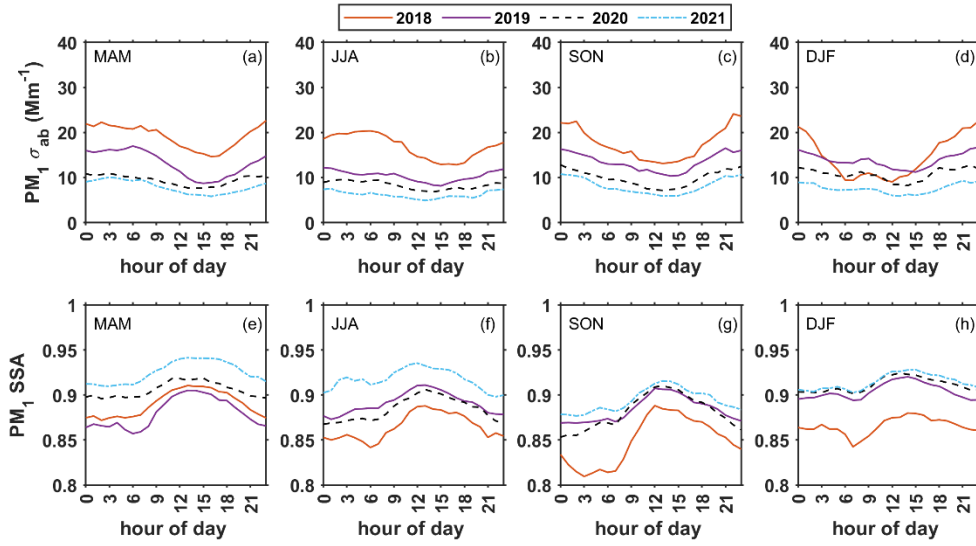 2018 2019 2020 2021
MAM (a) JJA (b) SON (c) DJF (d)
PM₁ σ_ab (Mm⁻¹)
40 40 40 40
30 30 30 30
20 20 20 20
10 10 10 10
0 0 0 0
0 3 6 9 12 15 18 21 0 3 6 9 12 15 18 21 0 3 6 9 12 15 18 21 0 3 6 9 12 15 18 21
hour of day hour of day hour of day hour of day
MAM (e) JJA (f) SON (g) DJF (h)
PM₁ SSA
1 1 1 1
0.95 0.95 0.95 0.95
0.9 0.9 0.9 0.9
0.85 0.85 0.85 0.85
0.8 0.8 0.8 0.8
0 3 6 9 12 15 18 21 0 3 6 9 12 15 18 21 0 3 6 9 12 15 18 21 0 3 6 9 12 15 18 21
hour of day hour of day hour of day hour of day